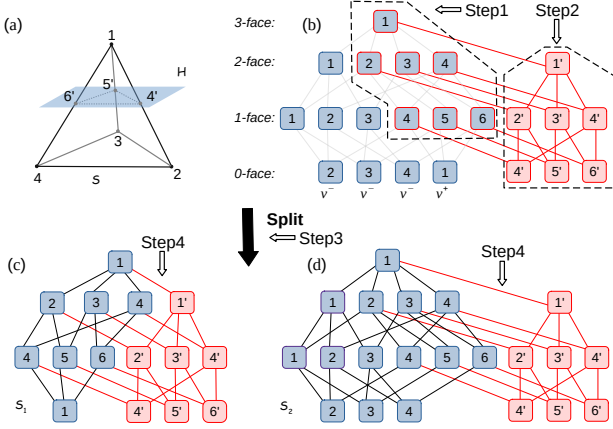 (a)
1
H
5'
6'
4'
3
4
S
2
(b)
Step1
Step2
3-face:
1
2-face:
1 2 3 4 1'
1-face:
1 2 3 4 5 6 2' 3' 4'
0-face:
2 3 4 1 4' 5' 6'
v⁻ v⁻ v⁻ v⁺
Split
Step3
(c)
Step4
1
2 3 4 1'
4 5 6 2' 3' 4'
1 4' 5' 6'
S₁
(d)
Step4
1
1 2 3 4 1'
1 2 3 4 5 6 2' 3' 4'
2 3 4 4' 5' 6'
S₂